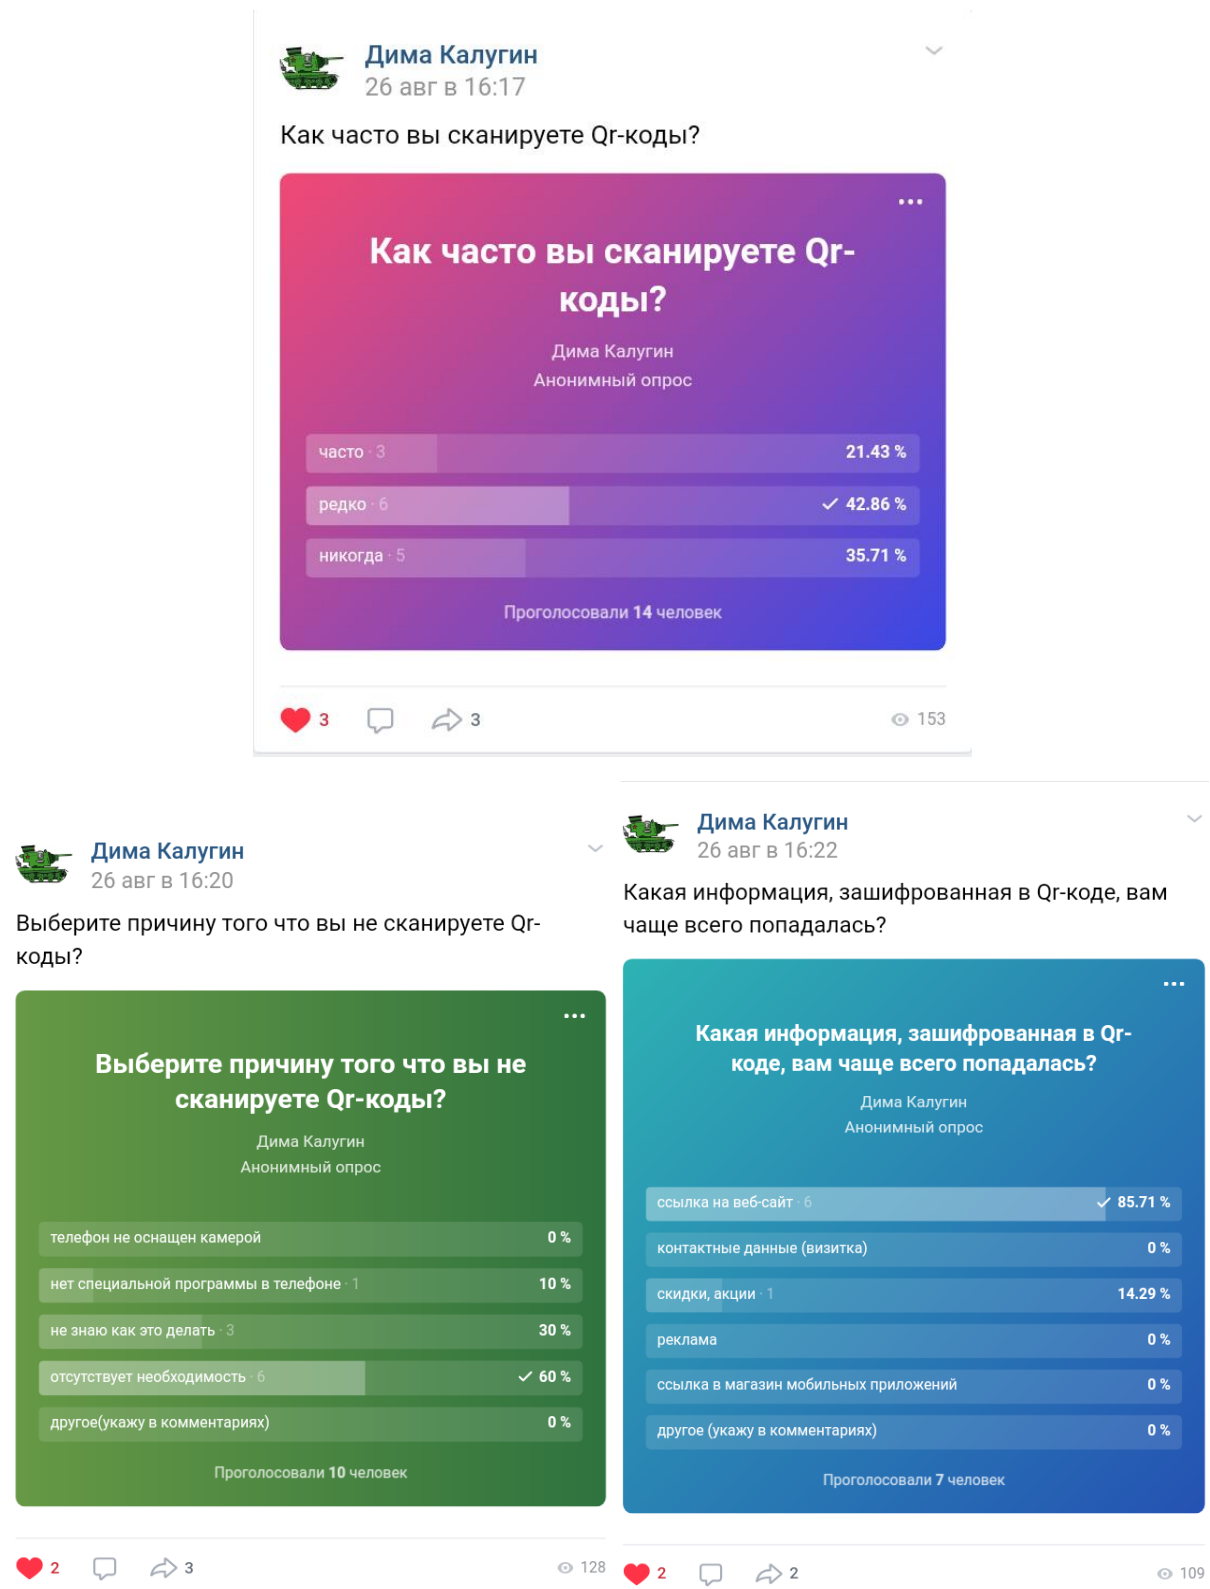 Дима Калугин
26 авг в 16:17
Как часто вы сканируете Qr-коды?
Как часто вы сканируете Qr-
коды?
Дима Калугин
Анонимный опрос
часто · 3 21.43 %
редко · 6 42.86 %
никогда · 5 35.71 %
Проголосовали 14 человек
3 3 153
Дима Калугин
26 авг в 16:20
Выберите причину того что вы не сканируете Qr-
коды?
Выберите причину того что вы не
сканируете Qr-коды?
Дима Калугин
Анонимный опрос
телефон не оснащен камерой 0 %
нет специальной программы в телефоне · 1 10 %
не знаю как это делать · 3 30 %
отсутствует необходимость · 6 60 %
другое(укажу в комментариях) 0 %
Проголосовали 10 человек
2 3 128
Дима Калугин
26 авг в 16:22
Какая информация, зашифрованная в Qr-коде, вам
чаще всего попадалась?
Какая информация, зашифрованная в Qr-
коде, вам чаще всего попадалась?
Дима Калугин
Анонимный опрос
ссылка на веб-сайт · 6 85.71 %
контактные данные (визитка) 0 %
скидки, акции · 1 14.29 %
реклама 0 %
ссылка в магазин мобильных приложений 0 %
другое (укажу в комментариях) 0 %
Проголосовали 7 человек
2 2 109